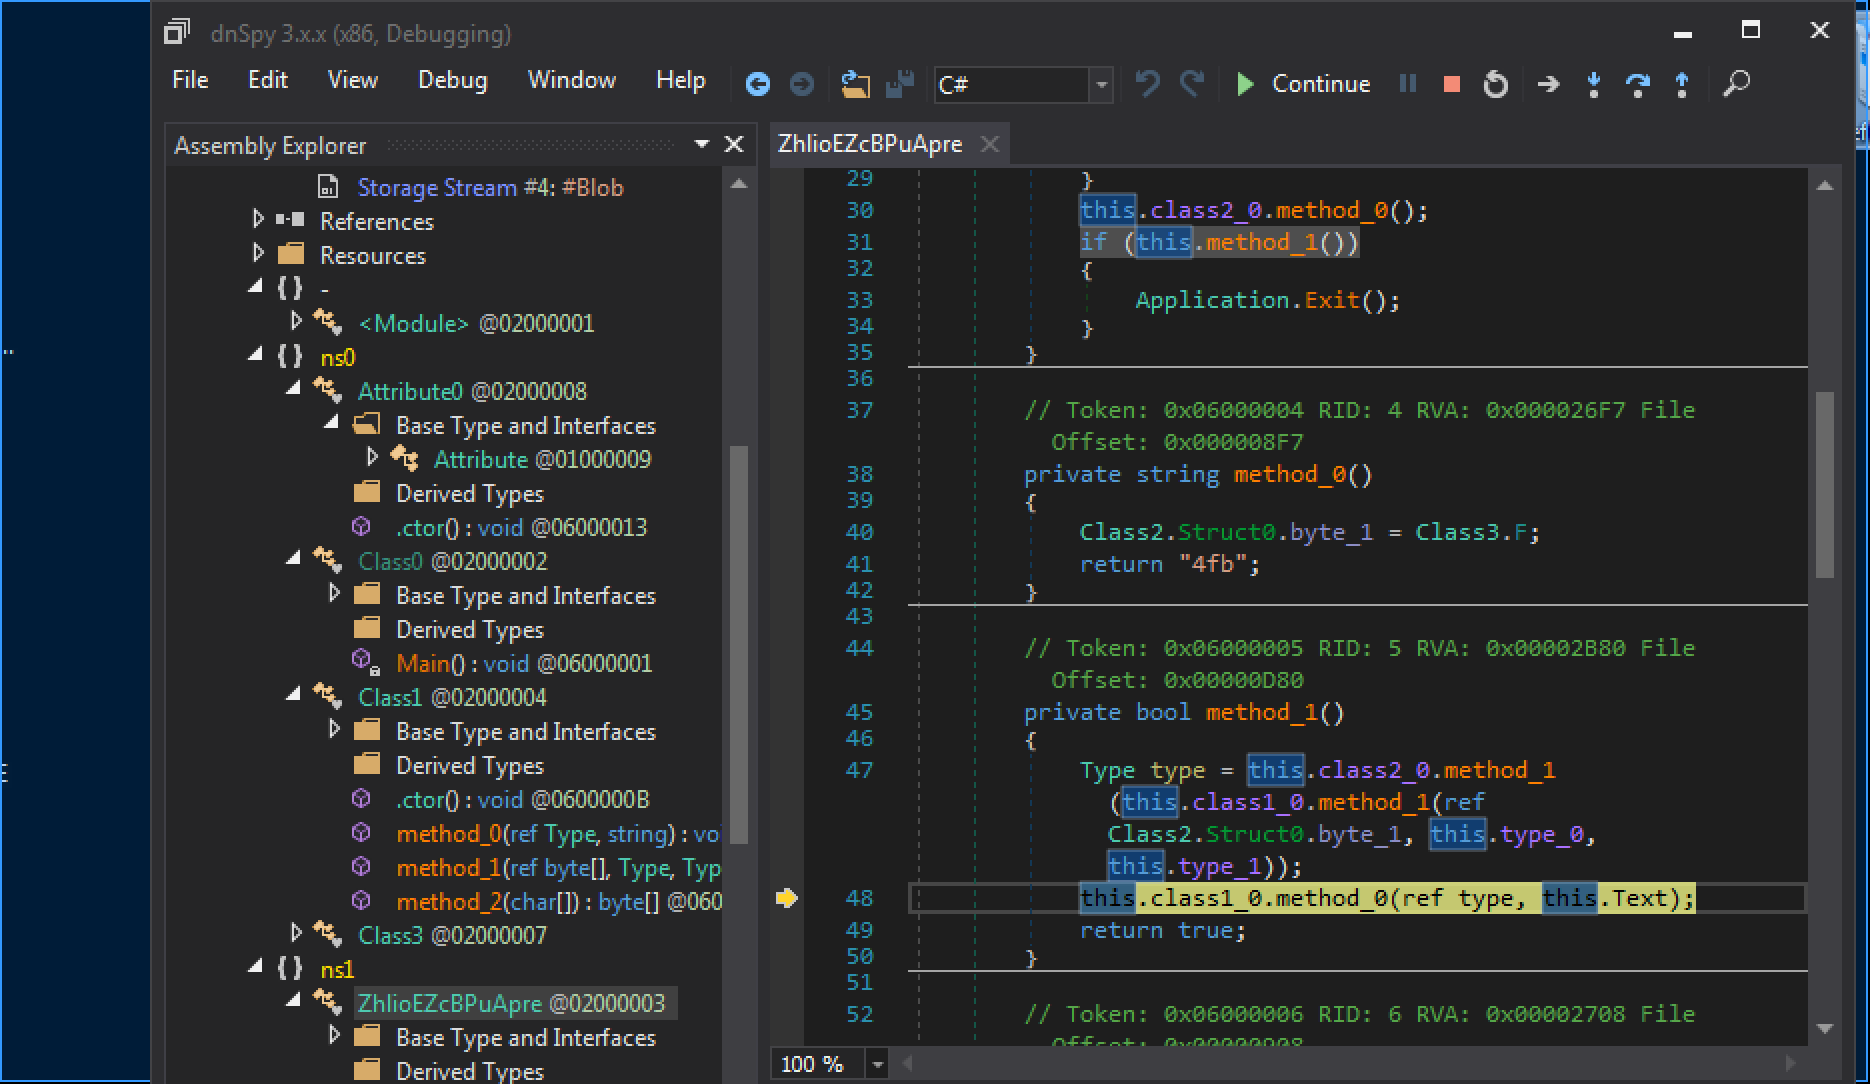 dnSpy 3.x.x (x86, Debugging)
File Edit View Debug Window Help C# Continue
Assembly Explorer
Storage Stream #4: #Blob
References
Resources
{ } -
<Module> @02000001
{ } ns0
Attribute0 @02000008
Base Type and Interfaces
Attribute @01000009
Derived Types
.ctor() : void @06000013
Class0 @02000002
Base Type and Interfaces
Derived Types
Main() : void @06000001
Class1 @02000004
Base Type and Interfaces
Derived Types
.ctor() : void @0600000B
method_0(ref Type, string) : vo
method_1(ref byte[], Type, Typ
method_2(char[]) : byte[] @060
Class3 @02000007
{ } ns1
ZhlioEZcBPuApre @02000003
Base Type and Interfaces
Derived Types
ZhlioEZcBPuApre
29 }
30 this.class2_0.method_0();
31 if (this.method_1())
32 {
33 Application.Exit();
34 }
35 }
36
37 // Token: 0x06000004 RID: 4 RVA: 0x000026F7 File
Offset: 0x000008F7
38 private string method_0()
39 {
40 Class2.Struct0.byte_1 = Class3.F;
41 return "4fb";
42 }
43
44 // Token: 0x06000005 RID: 5 RVA: 0x00002B80 File
Offset: 0x00000D80
45 private bool method_1()
46 {
47 Type type = this.class2_0.method_1
(this.class1_0.method_1(ref
Class2.Struct0.byte_1, this.type_0,
this.type_1));
48 this.class1_0.method_0(ref type, this.Text);
49 return true;
50 }
51
52 // Token: 0x06000006 RID: 6 RVA: 0x00002708 File
Offset: 0x00000908
100 %